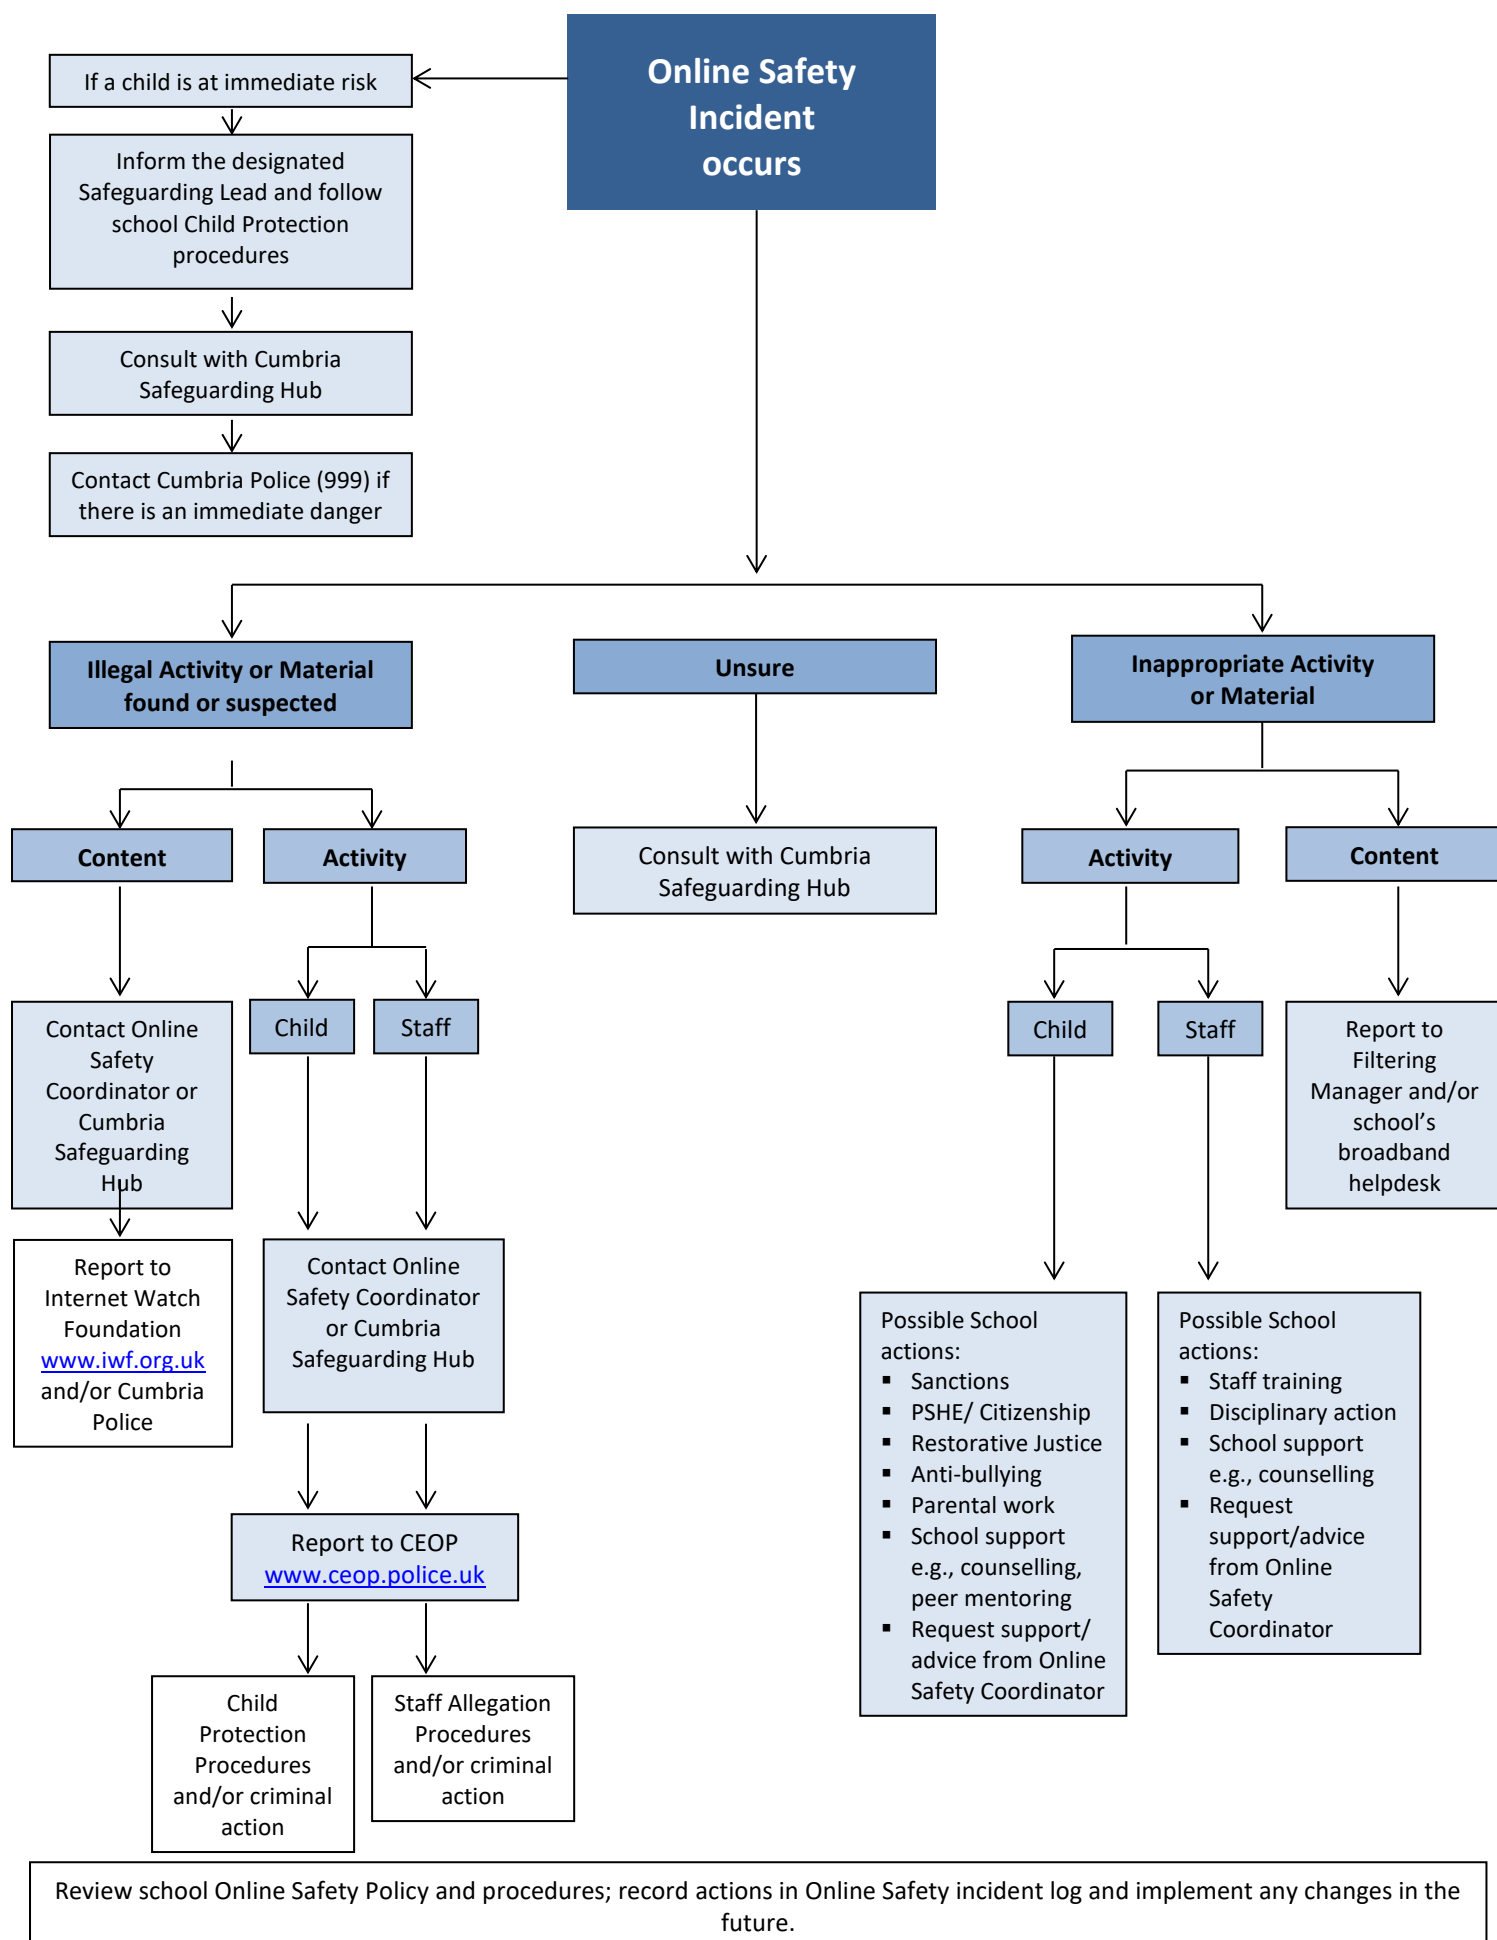 Online Safety
Incident
occurs
If a child is at immediate risk
Inform the designated
Safeguarding Lead and follow
school Child Protection
procedures
Consult with Cumbria
Safeguarding Hub
Contact Cumbria Police (999) if
there is an immediate danger
Illegal Activity or Material
found or suspected
Unsure
Inappropriate Activity
or Material
Content
Activity
Consult with Cumbria
Safeguarding Hub
Activity
Content
Contact Online
Safety
Coordinator or
Cumbria
Safeguarding
Hub
Child
Staff
Child
Staff
Report to
Filtering
Manager and/or
school’s
broadband
helpdesk
Report to
Internet Watch
Foundation
www.iwf.org.uk
and/or Cumbria
Police
Contact Online
Safety Coordinator
or Cumbria
Safeguarding Hub
Possible School
actions:
▪ Sanctions
▪ PSHE/ Citizenship
▪ Restorative Justice
▪ Anti-bullying
▪ Parental work
▪ School support
e.g., counselling,
peer mentoring
▪ Request support/
advice from Online
Safety Coordinator
Possible School
actions:
▪ Staff training
▪ Disciplinary action
▪ School support
e.g., counselling
▪ Request
support/advice
from Online
Safety
Coordinator
Report to CEOP
www.ceop.police.uk
Child
Protection
Procedures
and/or criminal
action
Staff Allegation
Procedures
and/or criminal
action
Review school Online Safety Policy and procedures; record actions in Online Safety incident log and implement any changes in the
future.